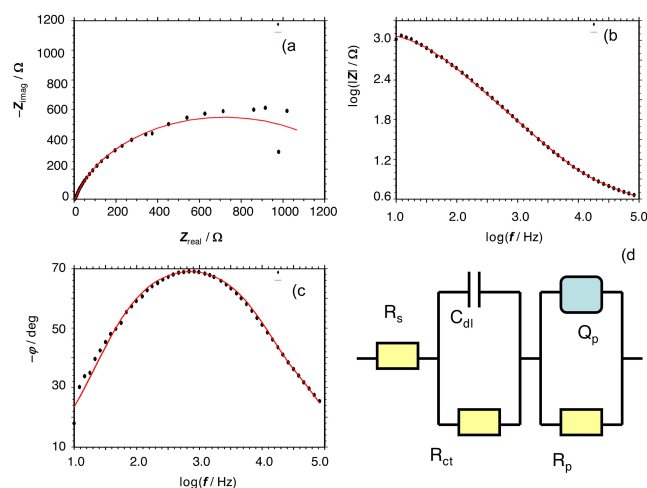 (a)
-Zimag / Ω
1200
1000
800
600
400
200
0
0 200 400 600 800 1000 1200
Zreal / Ω
(b)
log(|Z| / Ω)
3.0
2.4
1.8
1.2
0.6
1.0 2.0 3.0 4.0 5.0
log(f / Hz)
(c)
-φ / deg
70
50
30
10
1.0 2.0 3.0 4.0 5.0
log(f / Hz)
(d)
Rs
Cdl
Qp
Rct
Rp